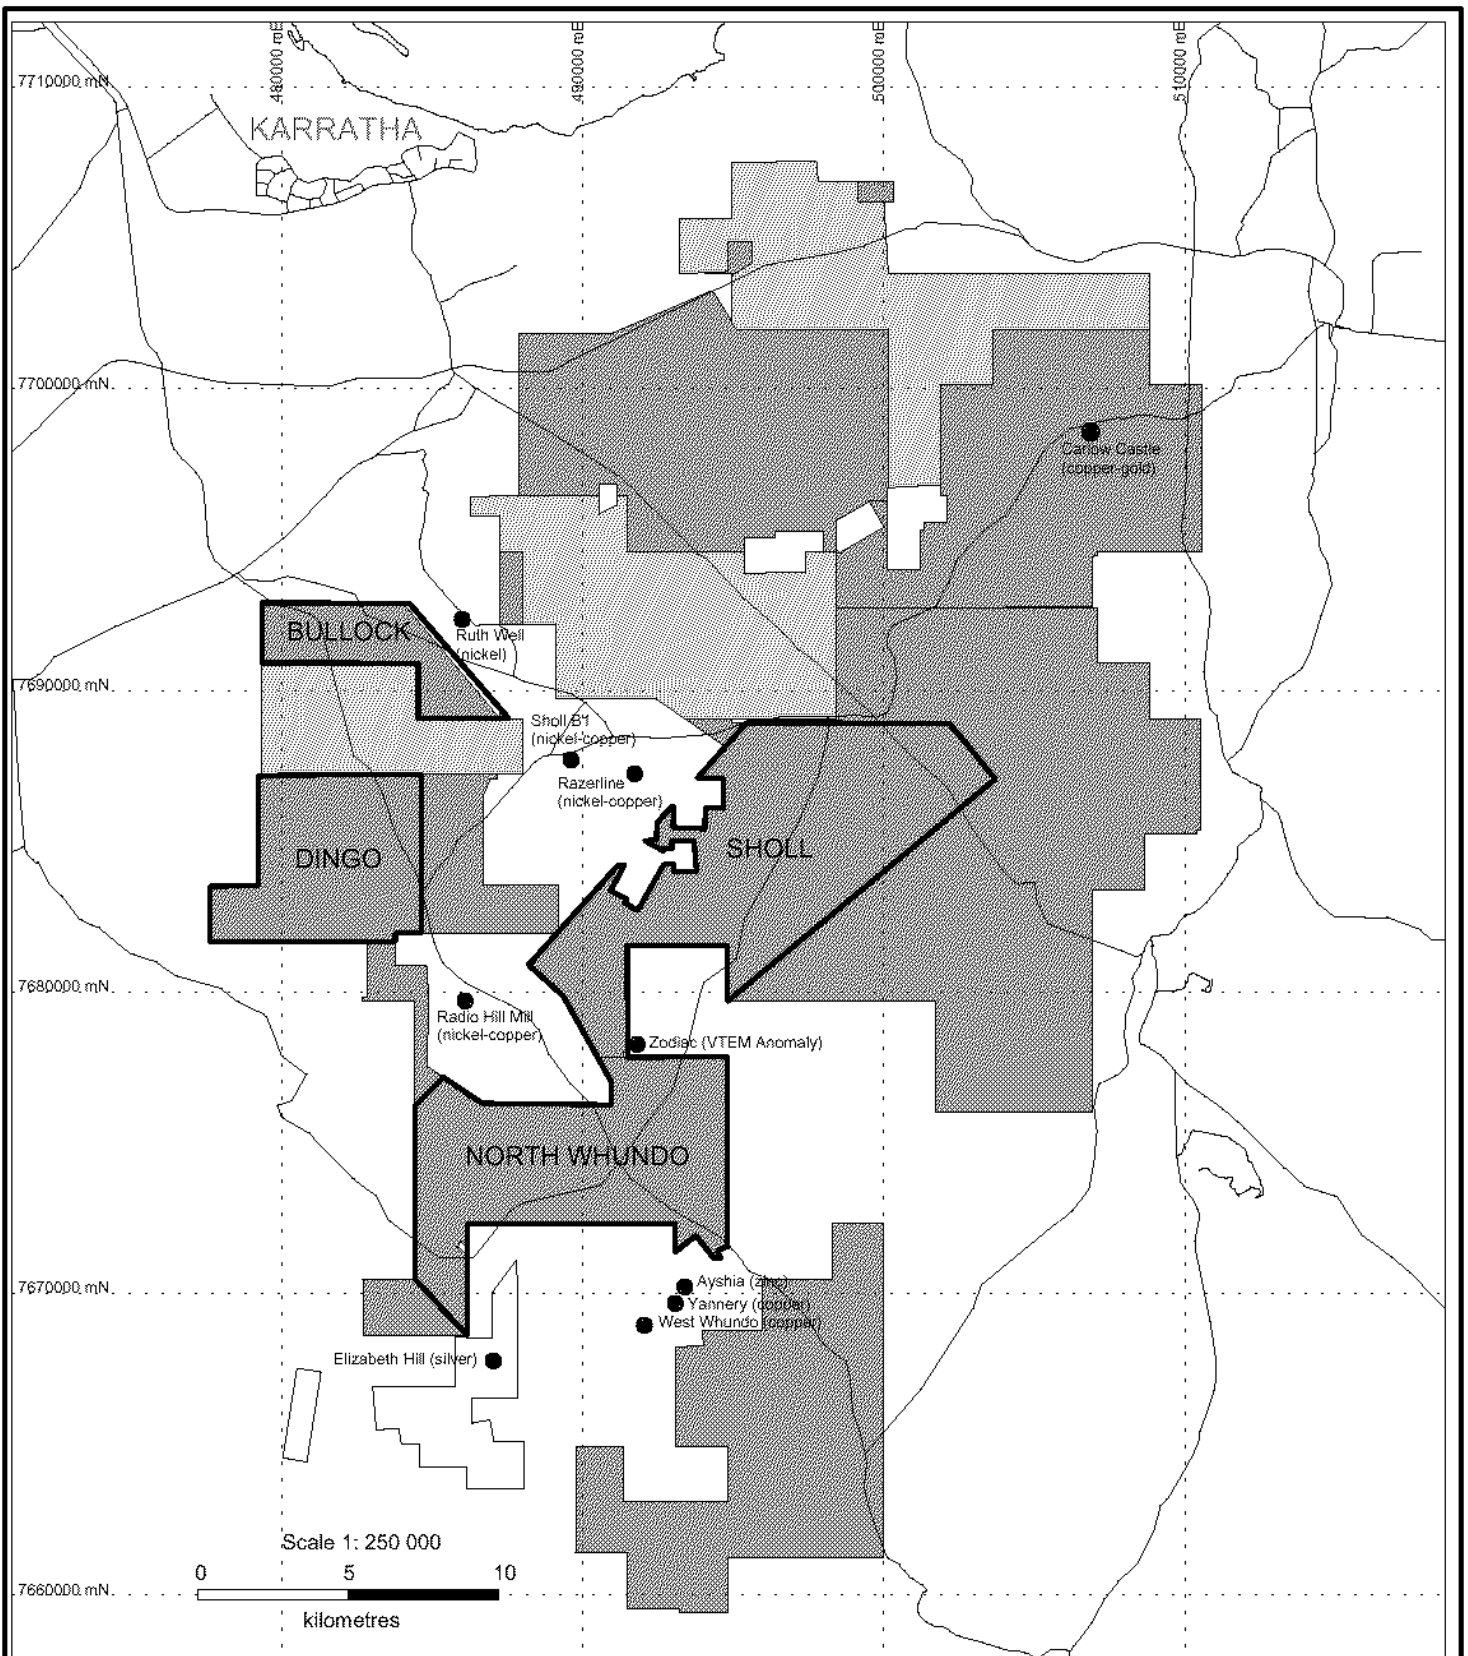 480000 mE
490000 mE
500000 mE
510000 mE
7710000 mN
KARRATHA
7700000 mN
Carlow Castle
(copper-gold)
BULLOCK
Ruth Well
(nickel)
7690000 mN
Sholl B1
(nickel-copper)
Razerline
(nickel-copper)
DINGO
SHOLL
7680000 mN
Radio Hill Mill
(nickel-copper)
Zodiac (VTEM Anomaly)
NORTH WHUNDO
7670000 mN
Ayshia (zinc)
Yannery (copper)
West Whundo (copper)
Elizabeth Hill (silver)
Scale 1: 250 000
0 5 10
7660000 mN
kilometres